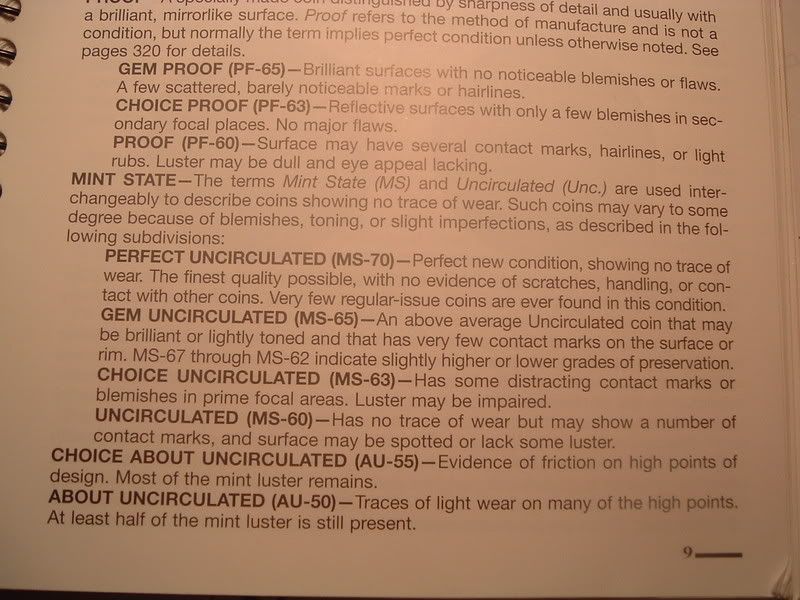 PROOF—A specially made coin distinguished by sharpness of detail and usually with
a brilliant, mirrorlike surface. Proof refers to the method of manufacture and is not a
condition, but normally the term implies perfect condition unless otherwise noted. See
pages 320 for details.
GEM PROOF (PF-65)—Brilliant surfaces with no noticeable blemishes or flaws.
A few scattered, barely noticeable marks or hairlines.
CHOICE PROOF (PF-63)—Reflective surfaces with only a few blemishes in sec-
ondary focal places. No major flaws.
PROOF (PF-60)—Surface may have several contact marks, hairlines, or light
rubs. Luster may be dull and eye appeal lacking.
MINT STATE—The terms Mint State (MS) and Uncirculated (Unc.) are used inter-
changeably to describe coins showing no trace of wear. Such coins may vary to some
degree because of blemishes, toning, or slight imperfections, as described in the fol-
lowing subdivisions:
PERFECT UNCIRCULATED (MS-70)—Perfect new condition, showing no trace of
wear. The finest quality possible, with no evidence of scratches, handling, or con-
tact with other coins. Very few regular-issue coins are ever found in this condition.
GEM UNCIRCULATED (MS-65)—An above average Uncirculated coin that may
be brilliant or lightly toned and that has very few contact marks on the surface or
rim. MS-67 through MS-62 indicate slightly higher or lower grades of preservation.
CHOICE UNCIRCULATED (MS-63)—Has some distracting contact marks or
blemishes in prime focal areas. Luster may be impaired.
UNCIRCULATED (MS-60)—Has no trace of wear but may show a number of
contact marks, and surface may be spotted or lack some luster.
CHOICE ABOUT UNCIRCULATED (AU-55)—Evidence of friction on high points of
design. Most of the mint luster remains.
ABOUT UNCIRCULATED (AU-50)—Traces of light wear on many of the high points.
At least half of the mint luster is still present.
9